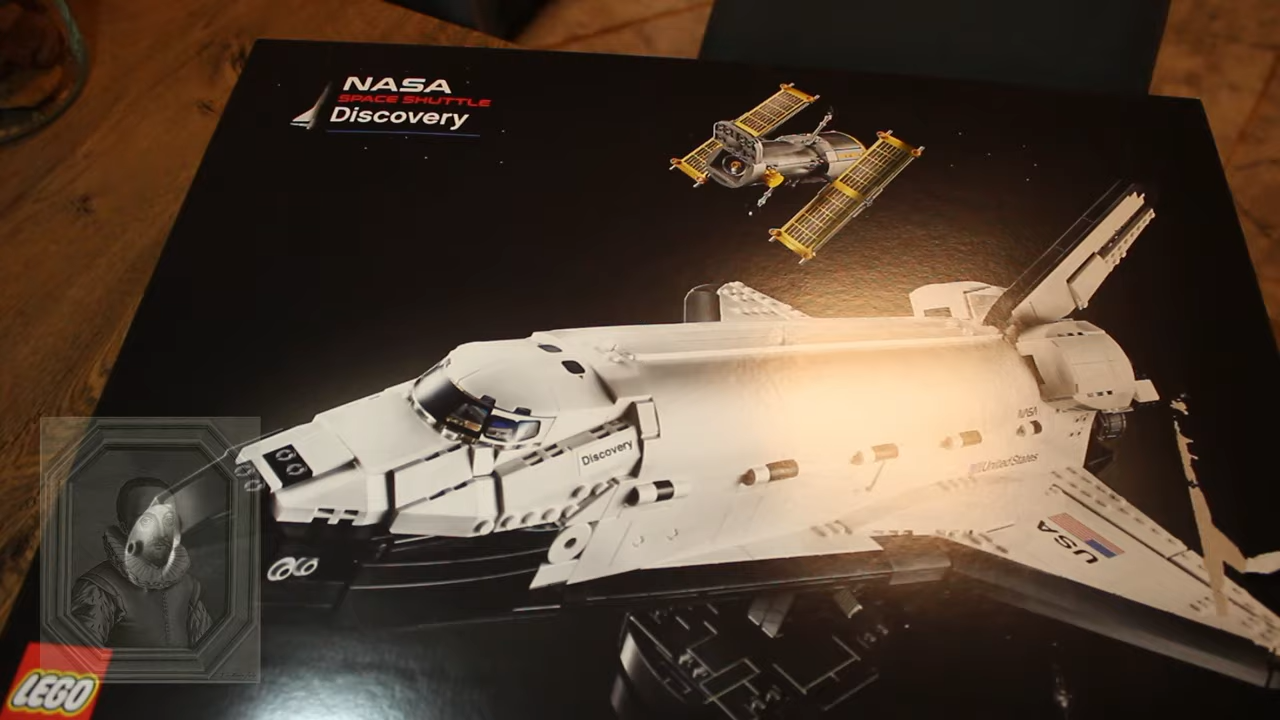 NASA
SPACE SHUTTLE
Discovery
Discovery
NASA
United States
USA
LEGO